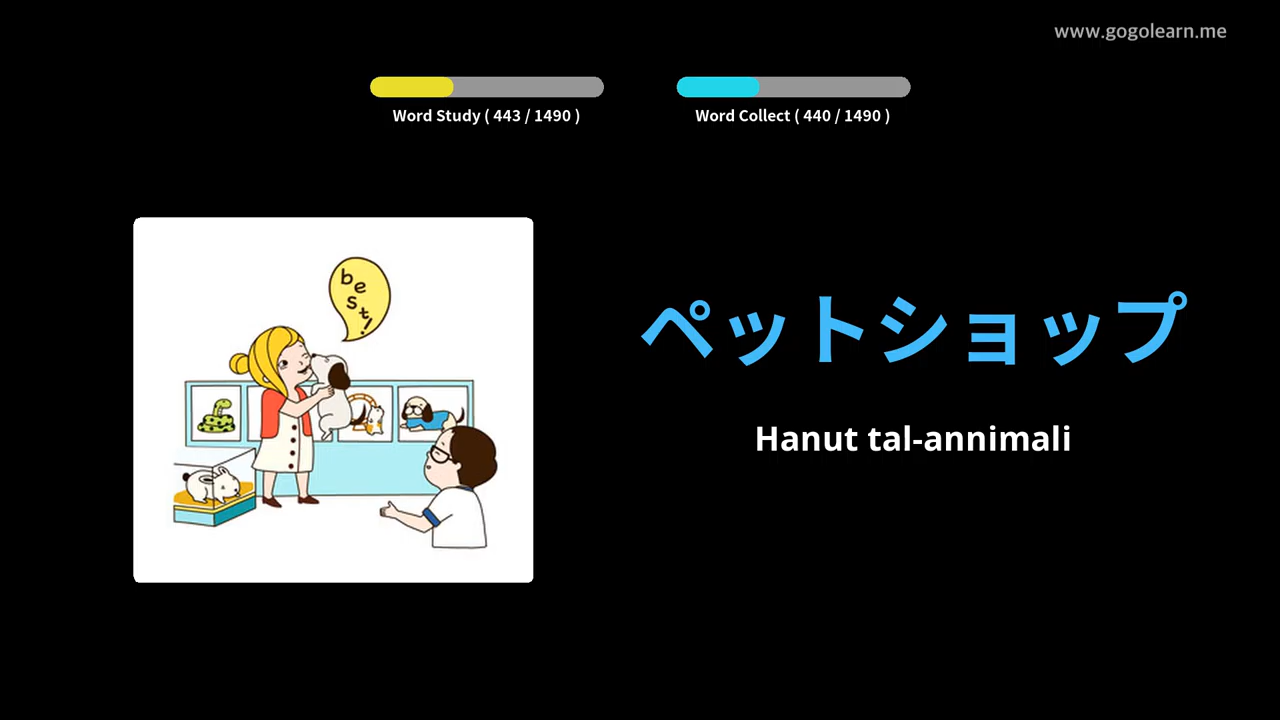 www.gogolearn.me
Word Study ( 443 / 1490 )
Word Collect ( 440 / 1490 )
best!
ペットショップ
Hanut tal-annimali